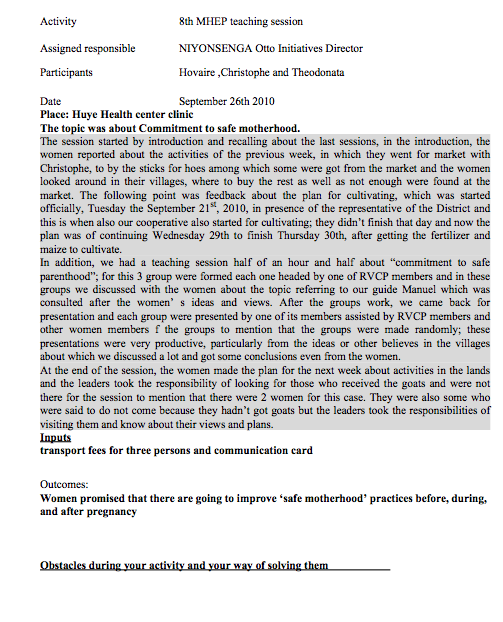 Activity 8th MHEP teaching session
Assigned responsible NIYONSENGA Otto Initiatives Director
Participants Hovaire ,Christophe and Theodonata
Date September 26th 2010
Place: Huye Health center clinic
The topic was about Commitment to safe motherhood.
The session started by introduction and recalling about the last sessions, in the introduction, the
women reported about the activities of the previous week, in which they went for market with
Christophe, to by the sticks for hoes among which some were got from the market and the women
looked around in their villages, where to buy the rest as well as not enough were found at the
market. The following point was feedback about the plan for cultivating, which was started
officially, Tuesday the September 21st, 2010, in presence of the representative of the District and
this is when also our cooperative also started for cultivating; they didn't finish that day and now the
plan was of continuing Wednesday 29th to finish Thursday 30th, after getting the fertilizer and
maize to cultivate.
In addition, we had a teaching session half of an hour and half about "commitment to safe
parenthood"; for this 3 group were formed each one headed by one of RVCP members and in these
groups we discussed with the women about the topic referring to our guide Manuel which was
consulted after the women' s ideas and views. After the groups work, we came back for
presentation and each group were presented by one of its members assisted by RVCP members and
other women members f the groups to mention that the groups were made randomly; these
presentations were very productive, particularly from the ideas or other believes in the villages
about which we discussed a lot and got some conclusions even from the women.
At the end of the session, the women made the plan for the next week about activities in the lands
and the leaders took the responsibility of looking for those who received the goats and were not
there for the session to mention that there were 2 women for this case. They were also some who
were said to do not come because they hadn't got goats but the leaders took the responsibilities of
visiting them and know about their views and plans.
Inputs
transport fees for three persons and communication card
Outcomes:
Women promised that there are going to improve 'safe motherhood' practices before, during,
and after pregnancy
Obstacles during your activity and your way of solving them